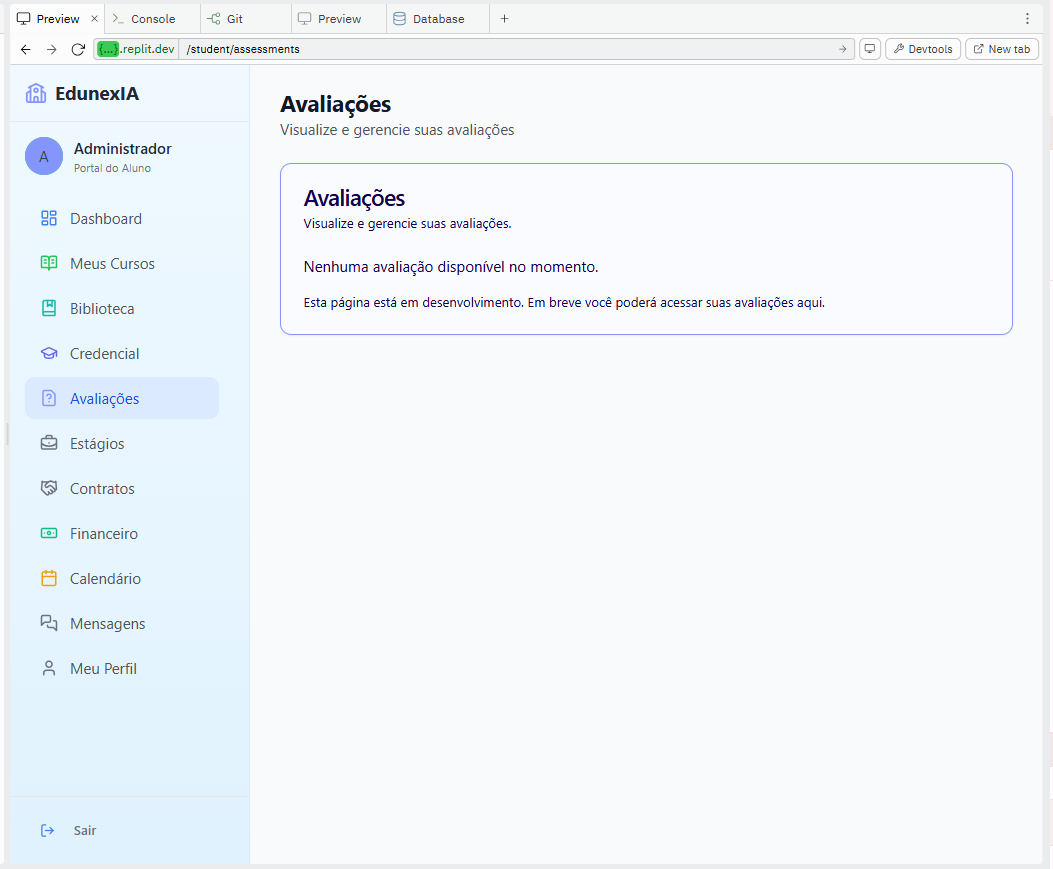 Preview
Console
Git
Preview
Database
{...}.replit.dev
/student/assessments
Devtools
New tab
EdunexIA
A
Administrador
Portal do Aluno
Dashboard
Meus Cursos
Biblioteca
Credencial
Avaliações
Estágios
Contratos
Financeiro
Calendário
Mensagens
Meu Perfil
Sair
Avaliações
Visualize e gerencie suas avaliações
Avaliações
Visualize e gerencie suas avaliações.
Nenhuma avaliação disponível no momento.
Esta página está em desenvolvimento. Em breve você poderá acessar suas avaliações aqui.